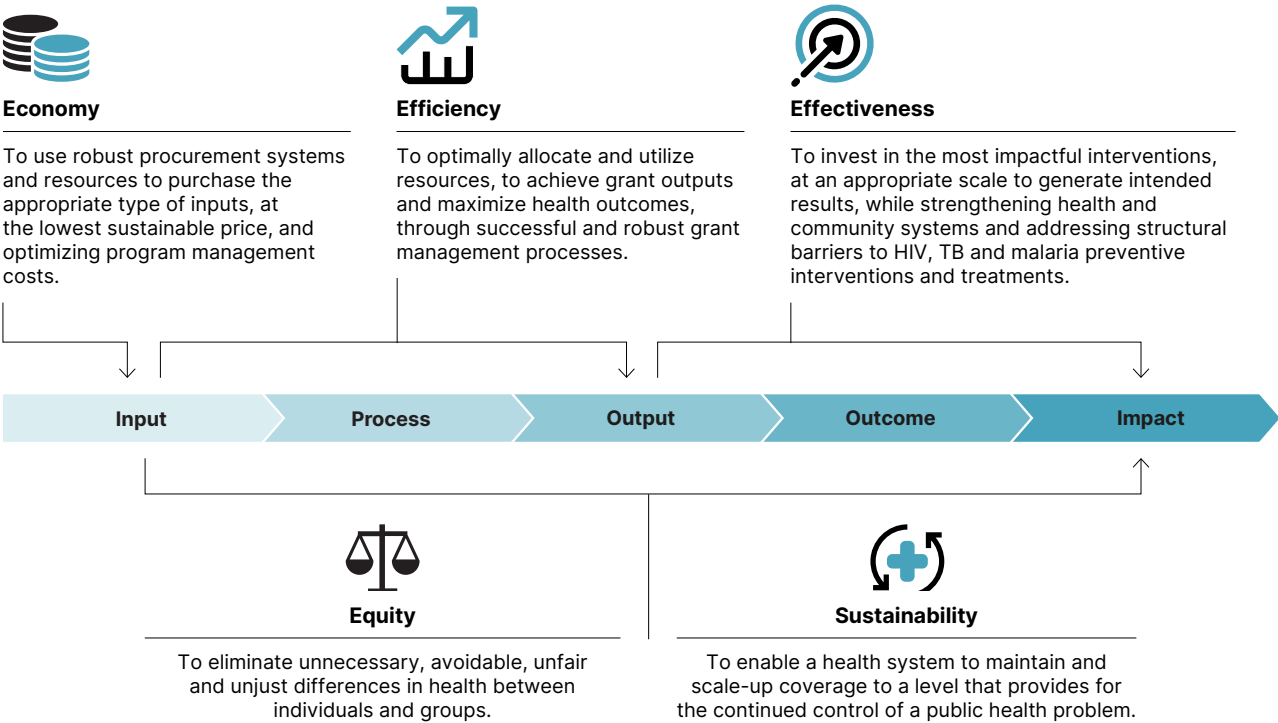 Economy
To use robust procurement systems
and resources to purchase the
appropriate type of inputs, at
the lowest sustainable price, and
optimizing program management
costs.
Efficiency
To optimally allocate and utilize
resources, to achieve grant outputs
and maximize health outcomes,
through successful and robust grant
management processes.
Effectiveness
To invest in the most impactful interventions,
at an appropriate scale to generate intended
results, while strengthening health and
community systems and addressing structural
barriers to HIV, TB and malaria preventive
interventions and treatments.
Input
Process
Output
Outcome
Impact
Equity
To eliminate unnecessary, avoidable, unfair
and unjust differences in health between
individuals and groups.
Sustainability
To enable a health system to maintain and
scale-up coverage to a level that provides for
the continued control of a public health problem.